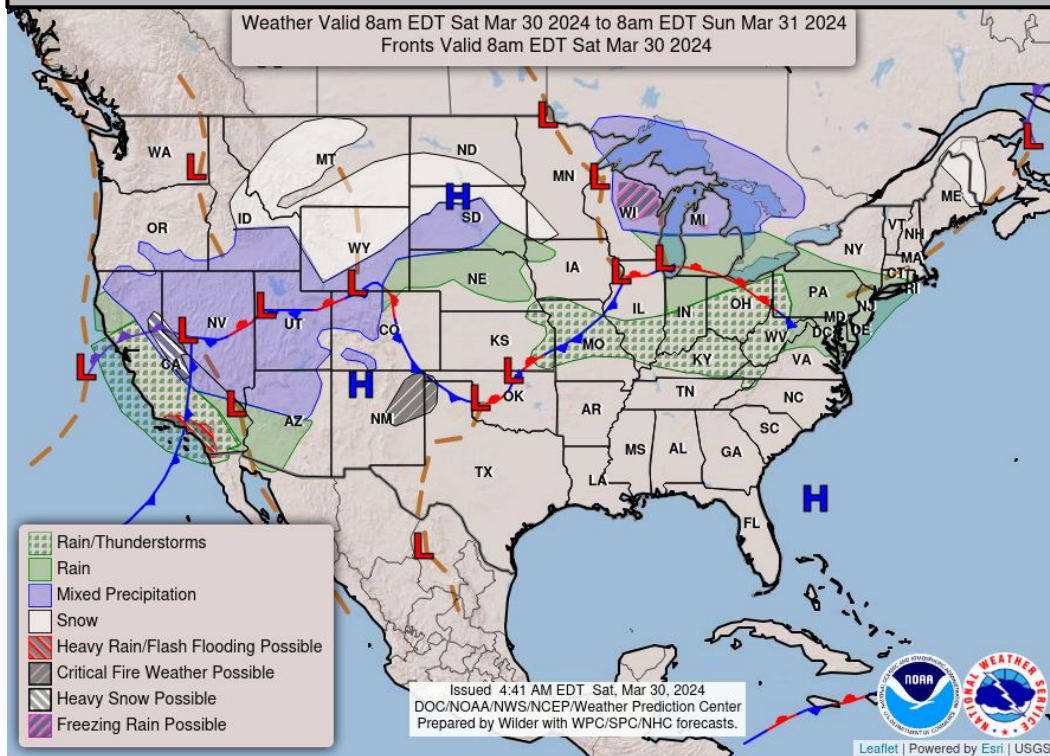 Weather Valid 8am EDT Sat Mar 30 2024 to 8am EDT Sun Mar 31 2024
Fronts Valid 8am EDT Sat Mar 30 2024
WA
MT
ND
MN
ME
L
L
L
L
H
OR
ID
SD
WI
MI
VT
NH
NY
MA
CT
RI
WY
L
IA
L
L
NE
PA
NJ
L
NV
L
UT
CO
IL
IN
OH
MD
DE
DC
WV
VA
KS
MO
KY
L
CA
L
H
L
L
OK
AZ
NM
TN
NC
AR
SC
MS
AL
GA
TX
LA
H
FL
L
Rain/Thunderstorms
Rain
Mixed Precipitation
Snow
Heavy Rain/Flash Flooding Possible
Critical Fire Weather Possible
Heavy Snow Possible
Freezing Rain Possible
Issued 4:41 AM EDT Sat, Mar 30, 2024
DOC/NOAA/NWS/NCEP/Weather Prediction Center
Prepared by Wilder with WPC/SPC/NHC forecasts.
NOAA
NATIONAL WEATHER SERVICE
Leaflet | Powered by Esri | USGS